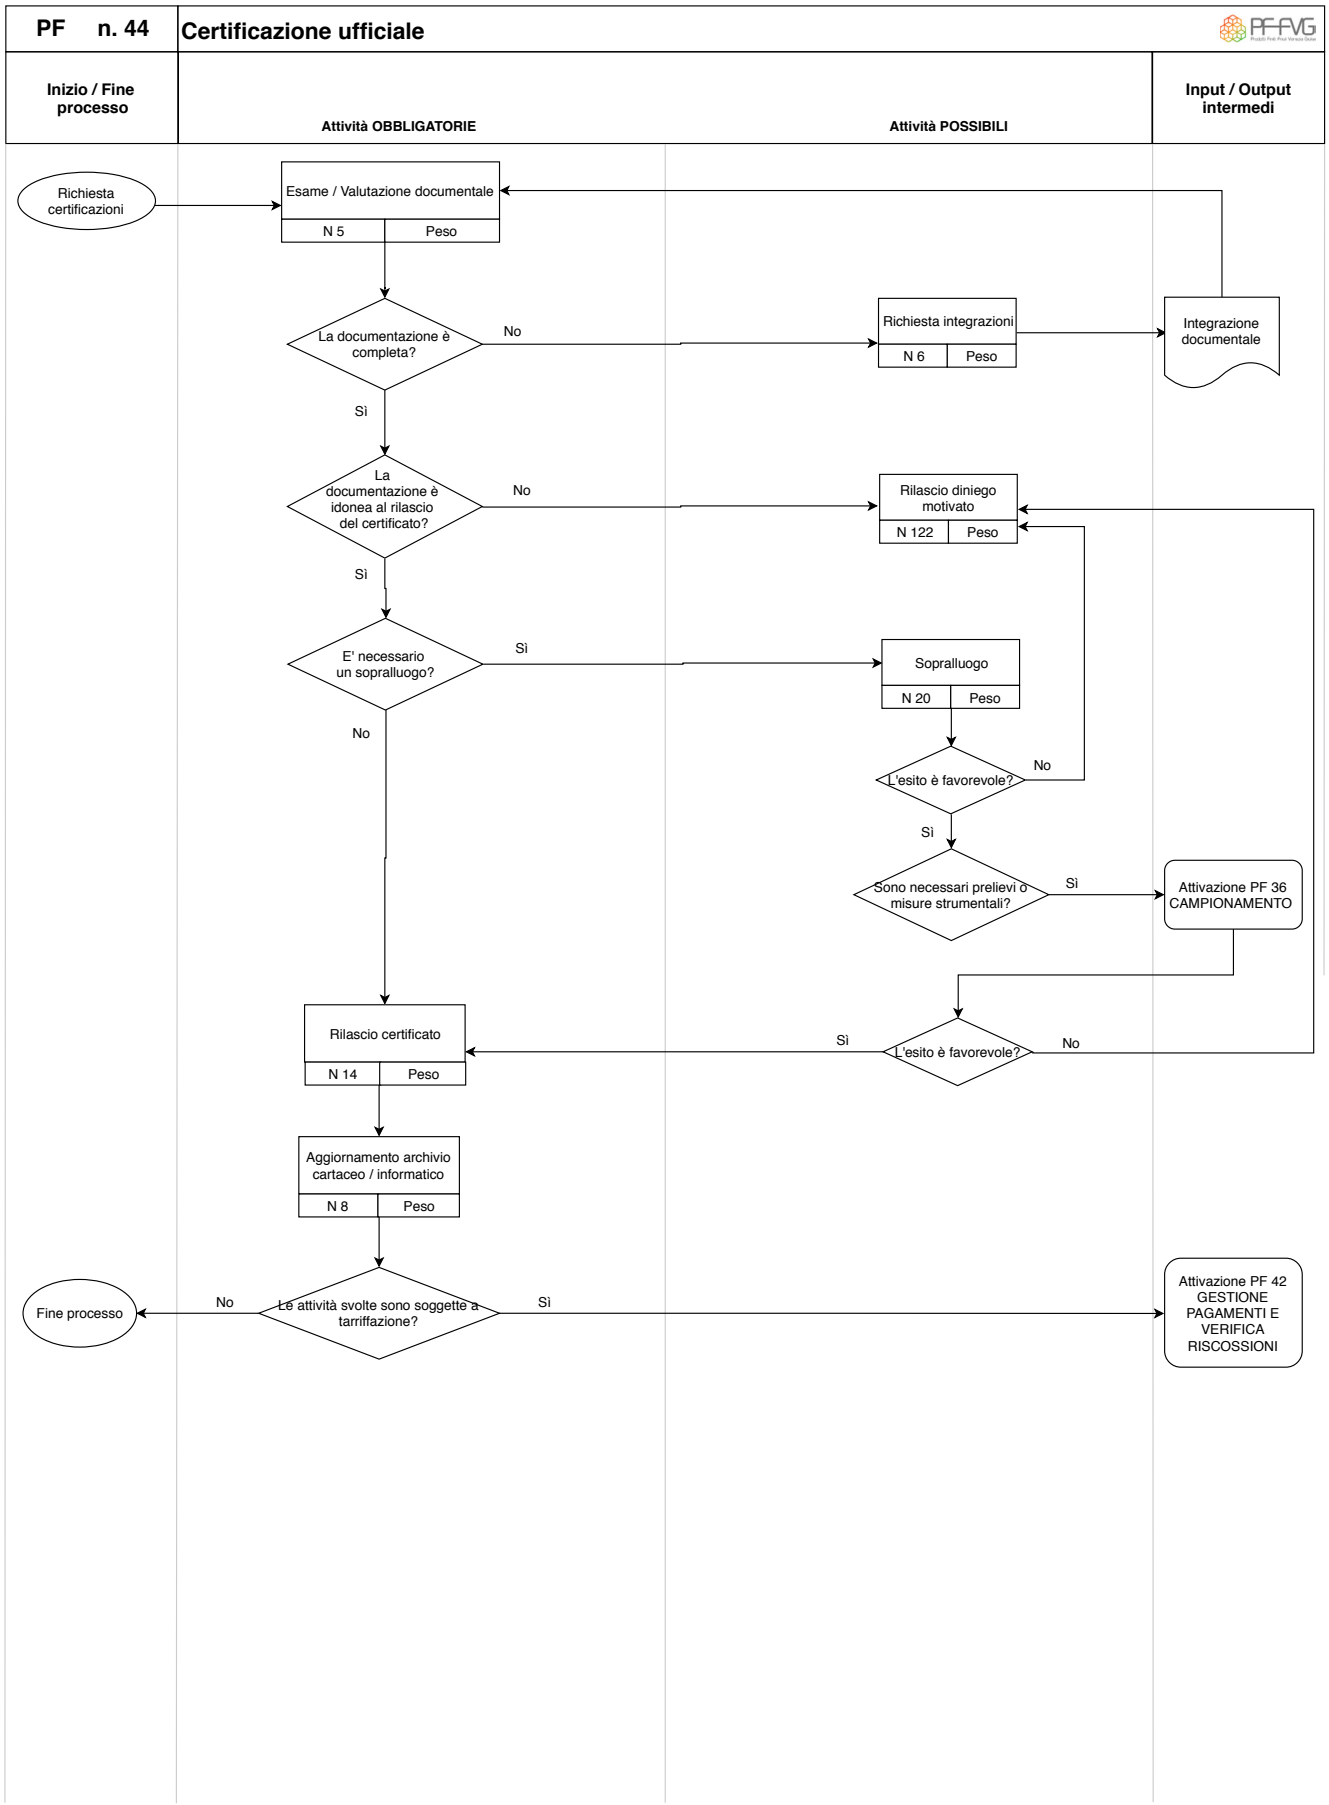 PF n. 44
Certificazione ufficiale
PF-FVG
Inizio / Fine
processo
Attività OBBLIGATORIE
Attività POSSIBILI
Input / Output
intermedi
Richiesta
certificazioni
Esame / Valutazione documentale
N 5 Peso
La documentazione è
completa?
No
Richiesta integrazioni
N 6 Peso
Integrazione
documentale
Sì
La
documentazione è
idonea al rilascio
del certificato?
No
Rilascio diniego
motivato
N 122 Peso
Sì
E' necessario
un sopralluogo?
Sì
Sopralluogo
N 20 Peso
No
L'esito è favorevole?
No
Sì
Sono necessari prelievi o
misure strumentali?
Sì
Attivazione PF 36
CAMPIONAMENTO
Rilascio certificato
N 14 Peso
Sì
L'esito è favorevole?
No
Aggiornamento archivio
cartaceo / informatico
N 8 Peso
Fine processo
No
Le attività svolte sono soggette a
tarriffazione?
Sì
Attivazione PF 42
GESTIONE
PAGAMENTI E
VERIFICA
RISCOSSIONI